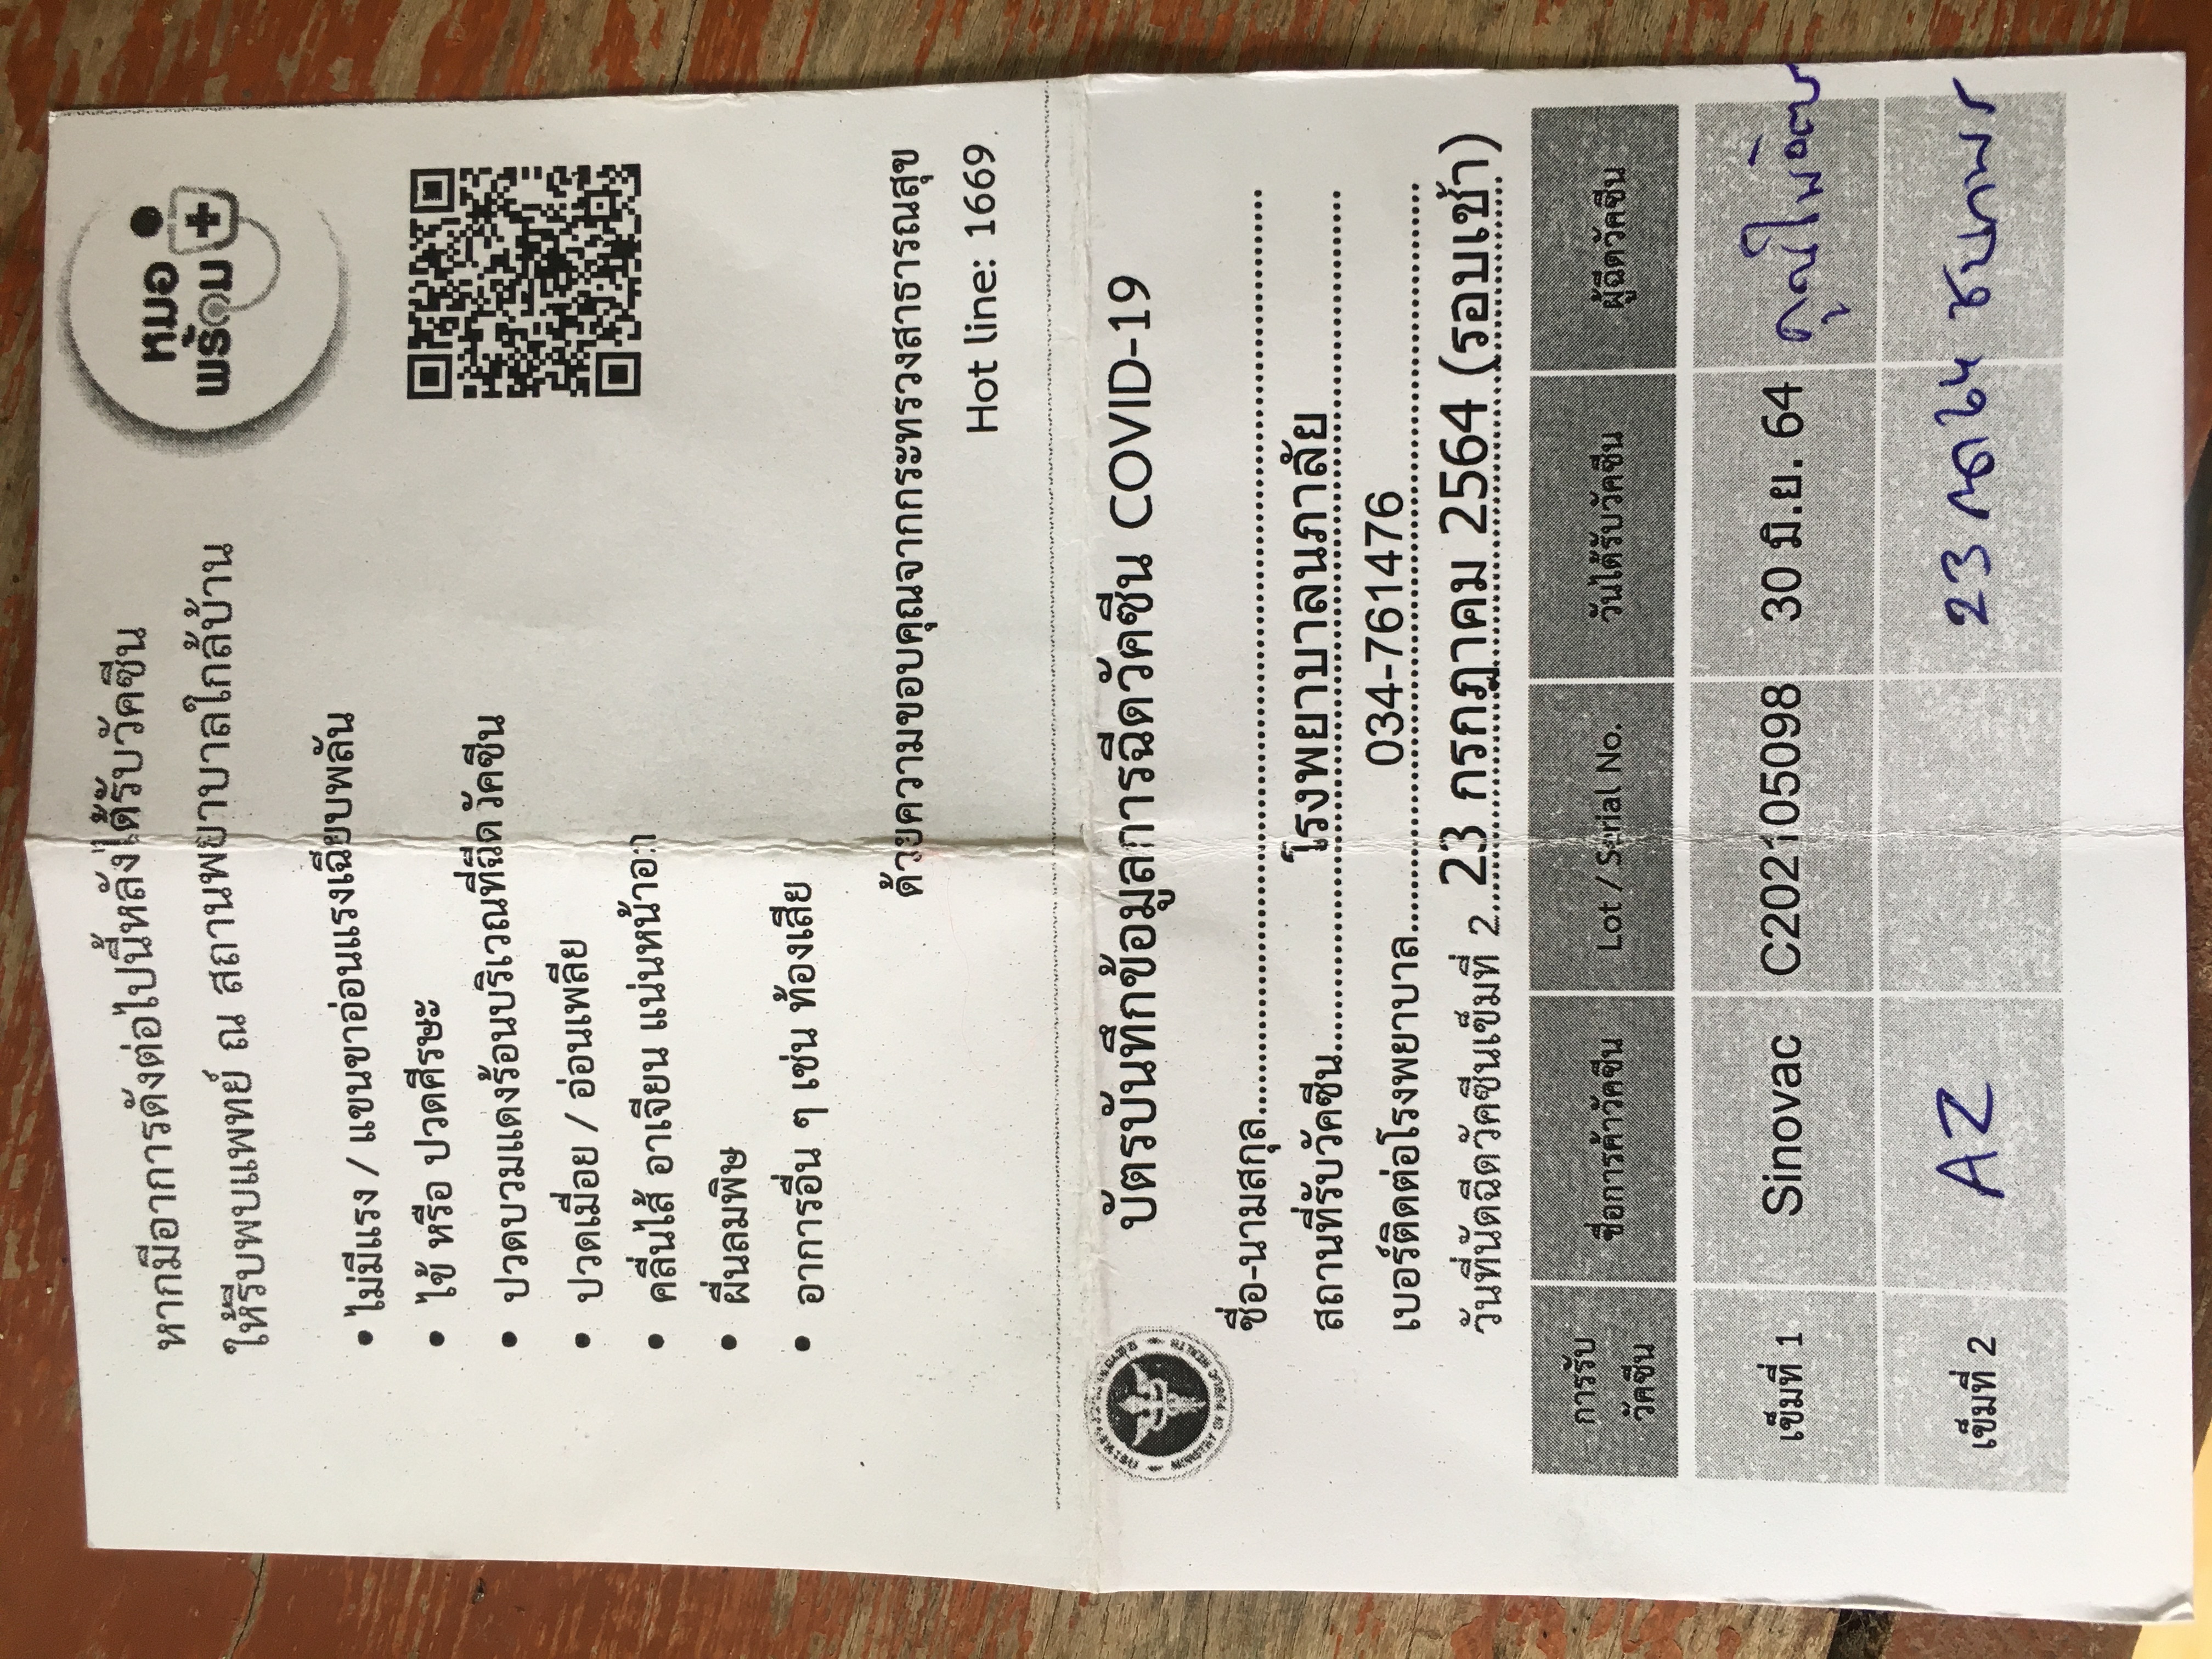 หากมีอาการดังต่อไปนี้หลังได้รับวัคซีน
ให้รีบพบแพทย์ ณ สถานพยาบาลใกล้บ้าน
หมอ
พร้อม
• ไม่มีแรง / แขนขาอ่อนแรงเฉียบพลัน
• ไข้ หรือ ปวดศีรษะ
• ปวดบวมแดงร้อนบริเวณที่ฉีดวัคซีน
• ปวดเมื่อย / อ่อนเพลีย
• คลื่นไส้ อาเจียน แน่นหน้าอก
• ผื่นลมพิษ
• อาการอื่น ๆ เช่น ท้องเสีย
ด้วยความขอบคุณจากกระทรวงสาธารณสุข
Hot line: 1669
กระทรวงสาธารณสุข
MINISTRY OF PUBLIC HEALTH
บัตรบันทึกข้อมูลการฉีดวัคซีน COVID-19
ชื่อ-นามสกุล
สถานที่รับวัคซีน โรงพยาบาลนภาลัย
เบอร์ติดต่อโรงพยาบาล 034-761476
วันที่นัดฉีดวัคซีนเข็มที่ 2 23 กรกฎาคม 2564 (รอบเช้า)
การรับวัคซีน ชื่อการค้าวัคซีน Lot / Serial No. วันได้รับวัคซีน ผู้ฉีดวัคซีน
เข็มที่ 1 Sinovac C202105098 30 มิ.ย. 64
เข็มที่ 2 AZ 23 กค 64